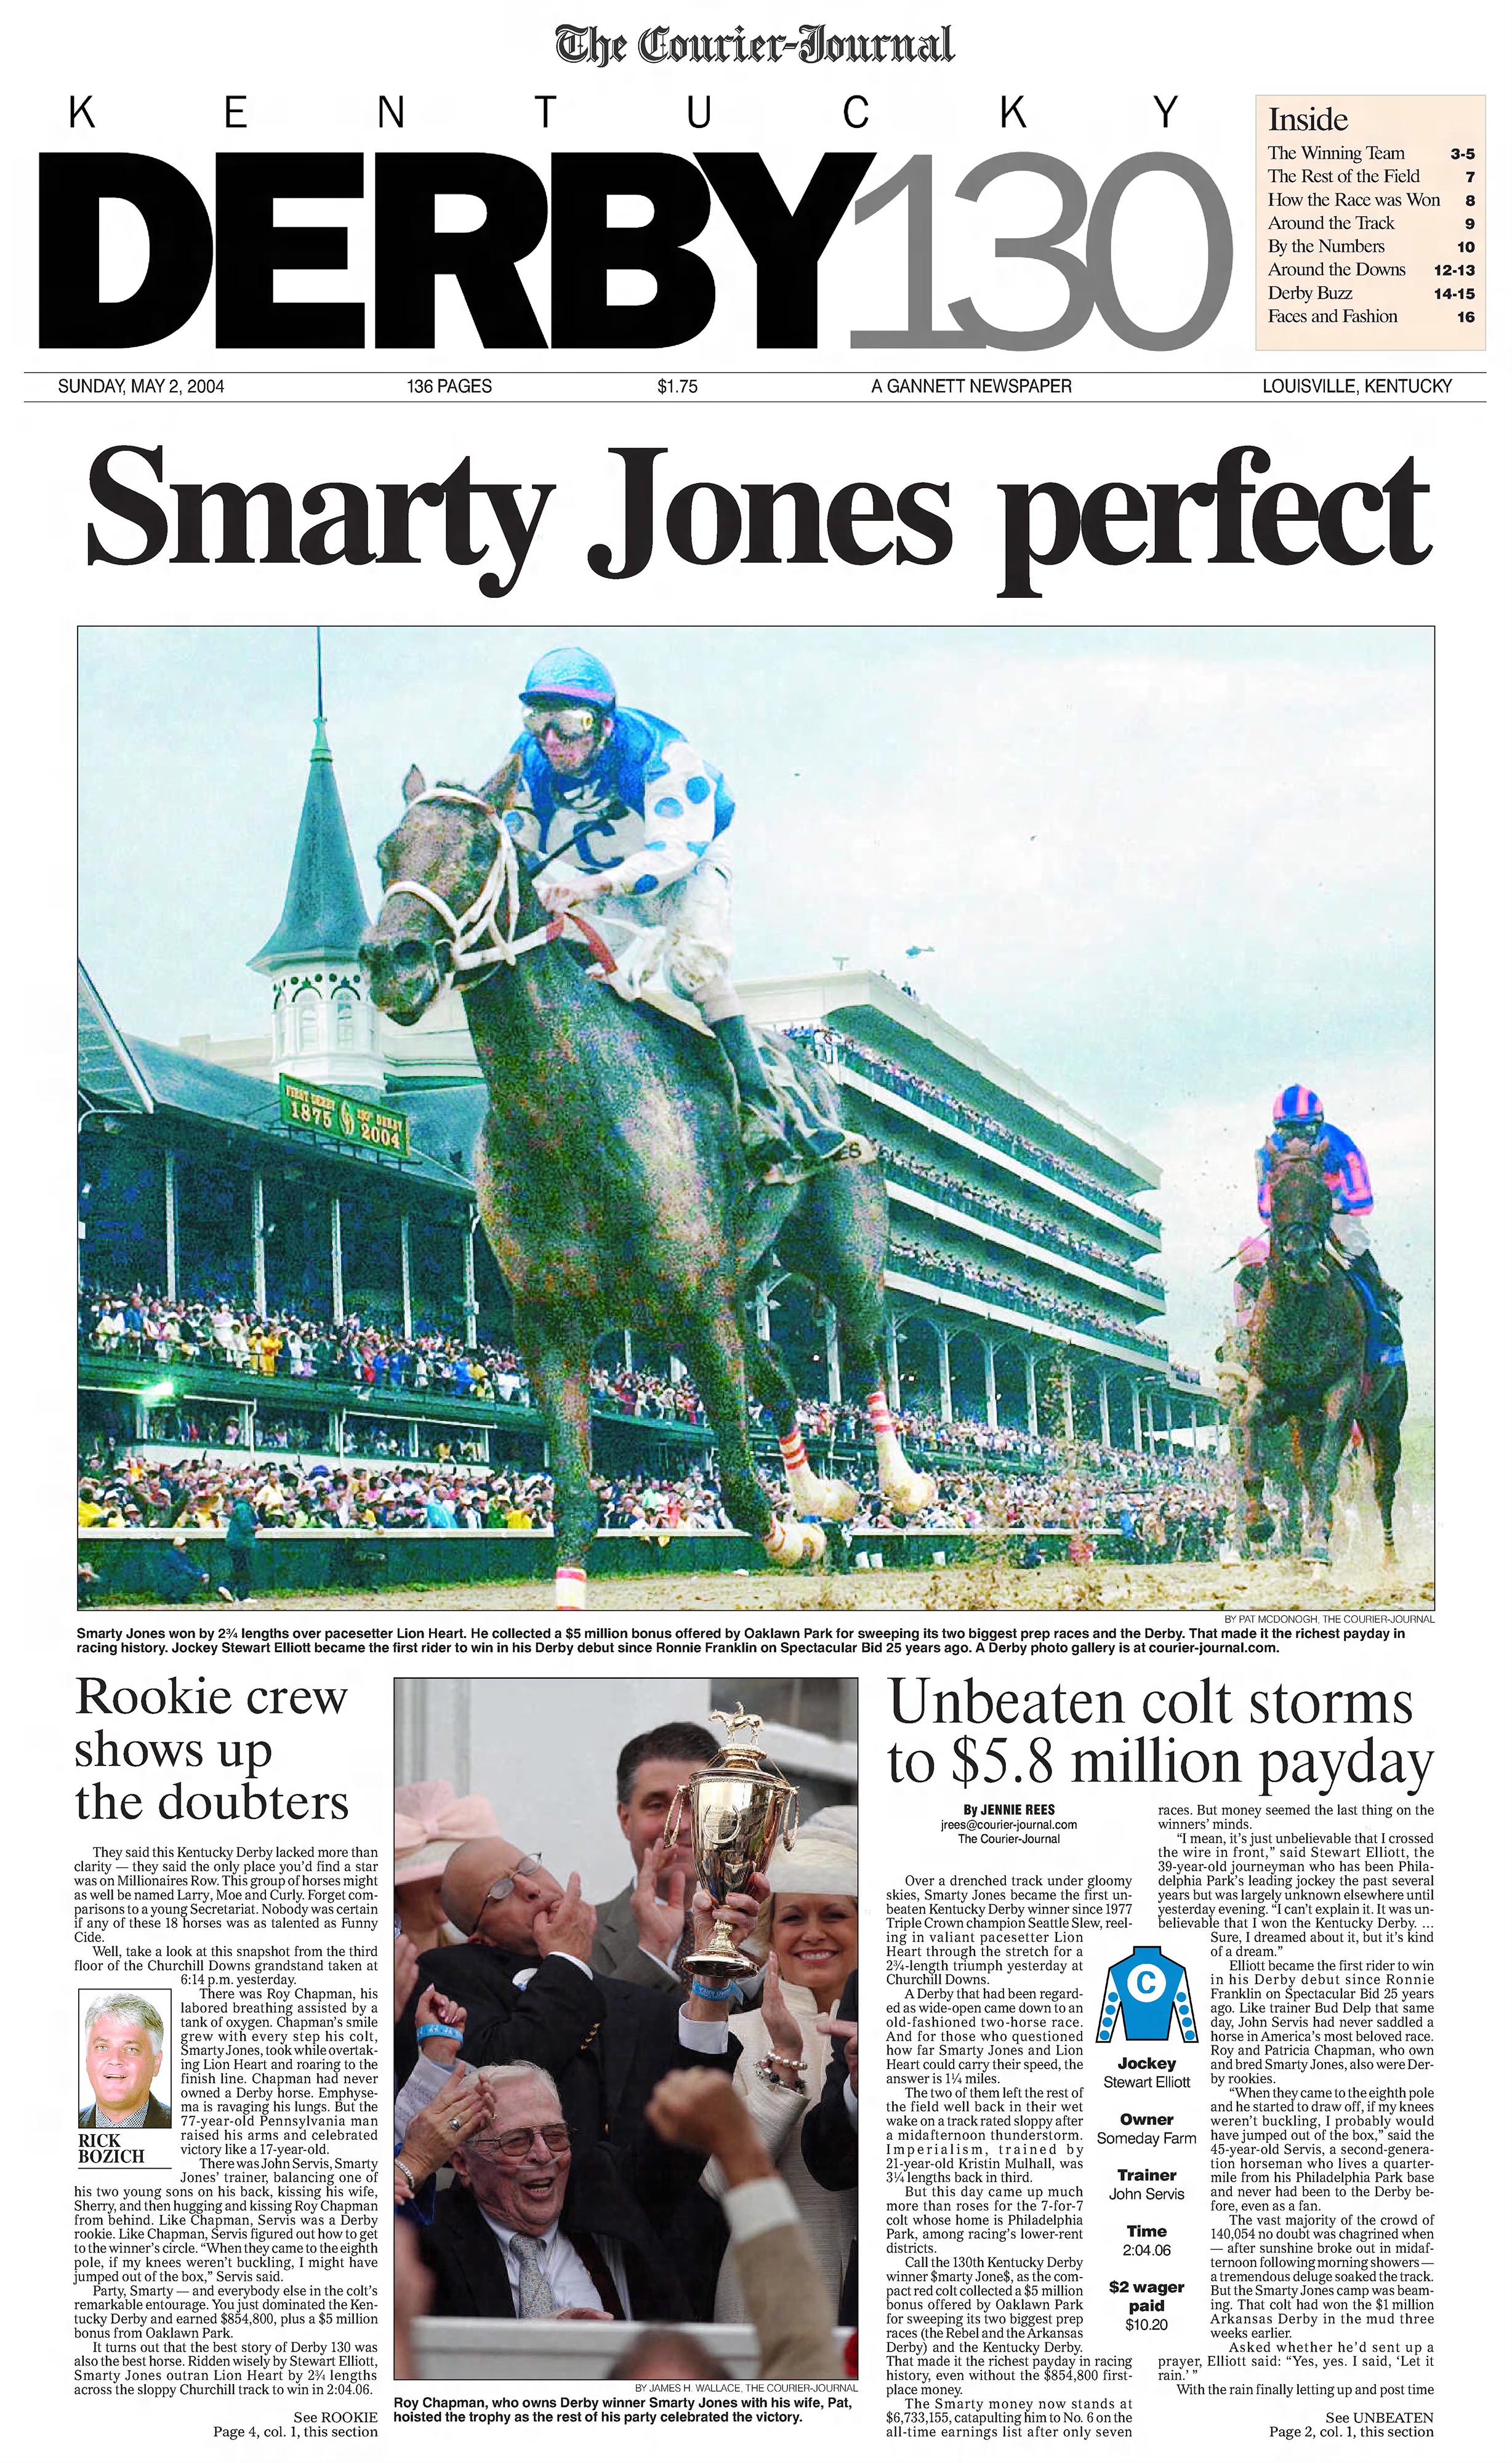 The Courier-Journal
KENTUCKY
DERBY130
Inside
The Winning Team 3-5
The Rest of the Field 7
How the Race was Won 8
Around the Track 9
By the Numbers 10
Around the Downs 12-13
Derby Buzz 14-15
Faces and Fashion 16
SUNDAY, MAY 2, 2004 136 PAGES $1.75 A GANNETT NEWSPAPER LOUISVILLE, KENTUCKY
Smarty Jones perfect
FIRST DERBY
1875
130th DERBY
2004
C
ES
BY PAT MCDONOGH, THE COURIER-JOURNAL
Smarty Jones won by 2¾ lengths over pacesetter Lion Heart. He collected a $5 million bonus offered by Oaklawn Park for sweeping its two biggest prep races and the Derby. That made it the richest payday in
racing history. Jockey Stewart Elliott became the first rider to win in his Derby debut since Ronnie Franklin on Spectacular Bid 25 years ago. A Derby photo gallery is at courier-journal.com.
Rookie crew
shows up
the doubters
They said this Kentucky Derby lacked more than
clarity — they said the only place you'd find a star
was on Millionaires Row. This group of horses might
as well be named Larry, Moe and Curly. Forget com-
parisons to a young Secretariat. Nobody was certain
if any of these 18 horses was as talented as Funny
Cide.
Well, take a look at this snapshot from the third
floor of the Churchill Downs grandstand taken at
6:14 p.m. yesterday.
There was Roy Chapman, his
labored breathing assisted by a
tank of oxygen. Chapman's smile
grew with every step his colt,
Smarty Jones, took while overtak-
ing Lion Heart and roaring to the
finish line. Chapman had never
owned a Derby horse. Emphyse-
ma is ravaging his lungs. But the
77-year-old Pennsylvania man
raised his arms and celebrated
victory like a 17-year-old.
RICK
BOZICH
There was John Servis, Smarty
Jones' trainer, balancing one of
his two young sons on his back, kissing his wife,
Sherry, and then hugging and kissing Roy Chapman
from behind. Like Chapman, Servis was a Derby
rookie. Like Chapman, Servis figured out how to get
to the winner's circle. “When they came to the eighth
pole, if my knees weren't buckling, I might have
jumped out of the box,” Servis said.
Party, Smarty — and everybody else in the colt's
remarkable entourage. You just dominated the Ken-
tucky Derby and earned $854,800, plus a $5 million
bonus from Oaklawn Park.
It turns out that the best story of Derby 130 was
also the best horse. Ridden wisely by Stewart Elliott,
Smarty Jones outran Lion Heart by 2¾ lengths
across the sloppy Churchill track to win in 2:04.06.
See ROOKIE
Page 4, col. 1, this section
BY JAMES H. WALLACE, THE COURIER-JOURNAL
Roy Chapman, who owns Derby winner Smarty Jones with his wife, Pat,
hoisted the trophy as the rest of his party celebrated the victory.
Unbeaten colt storms
to $5.8 million payday
By JENNIE REES
jrees@courier-journal.com
The Courier-Journal
Over a drenched track under gloomy
skies, Smarty Jones became the first un-
beaten Kentucky Derby winner since 1977
Triple Crown champion Seattle Slew, reel-
ing in valiant pacesetter Lion
Heart through the stretch for a
2¾-length triumph yesterday at
Churchill Downs.
A Derby that had been regard-
ed as wide-open came down to an
old-fashioned two-horse race.
And for those who questioned
how far Smarty Jones and Lion
Heart could carry their speed, the
answer is 1¼ miles.
The two of them left the rest of
the field well back in their wet
wake on a track rated sloppy after
a midafternoon thunderstorm.
Imperialism, trained by
21-year-old Kristin Mulhall, was
3¼ lengths back in third.
But this day came up much
more than roses for the 7-for-7
colt whose home is Philadelphia
Park, among racing's lower-rent
districts.
Call the 130th Kentucky Derby
winner $marty Jone$, as the com-
pact red colt collected a $5 million
bonus offered by Oaklawn Park
for sweeping its two biggest prep
races (the Rebel and the Arkansas
Derby) and the Kentucky Derby.
That made it the richest payday in racing
history, even without the $854,800 first-
place money.
The Smarty money now stands at
$6,733,155, catapulting him to No. 6 on the
all-time earnings list after only seven
C
Jockey
Stewart Elliott
Owner
Someday Farm
Trainer
John Servis
Time
2:04.06
$2 wager
paid
$10.20
races. But money seemed the last thing on the
winners' minds.
“I mean, it's just unbelievable that I crossed
the wire in front,” said Stewart Elliott, the
39-year-old journeyman who has been Phila-
delphia Park's leading jockey the past several
years but was largely unknown elsewhere until
yesterday evening. “I can't explain it. It was un-
believable that I won the Kentucky Derby. ...
Sure, I dreamed about it, but it's kind
of a dream.”
Elliott became the first rider to win
in his Derby debut since Ronnie
Franklin on Spectacular Bid 25 years
ago. Like trainer Bud Delp that same
day, John Servis had never saddled a
horse in America's most beloved race.
Roy and Patricia Chapman, who own
and bred Smarty Jones, also were Der-
by rookies.
“When they came to the eighth pole
and he started to draw off, if my knees
weren't buckling, I probably would
have jumped out of the box,” said the
45-year-old Servis, a second-genera-
tion horseman who lives a quarter-
mile from his Philadelphia Park base
and never had been to the Derby be-
fore, even as a fan.
The vast majority of the crowd of
140,054 no doubt was chagrined when
— after sunshine broke out in midaf-
ternoon following morning showers —
a tremendous deluge soaked the track.
But the Smarty Jones camp was beam-
ing. That colt had won the $1 million
Arkansas Derby in the mud three
weeks earlier.
Asked whether he'd sent up a
prayer, Elliott said: “Yes, yes. I said, ‘Let it
rain.’ ”
With the rain finally letting up and post time
See UNBEATEN
Page 2, col. 1, this section